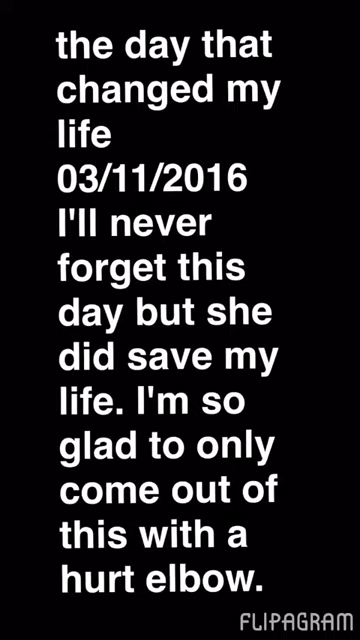 the day that
changed my
life
03/11/2016
I'll never
forget this
day but she
did save my
life. I'm so
glad to only
come out of
this with a
hurt elbow.
FLIPAGRAM